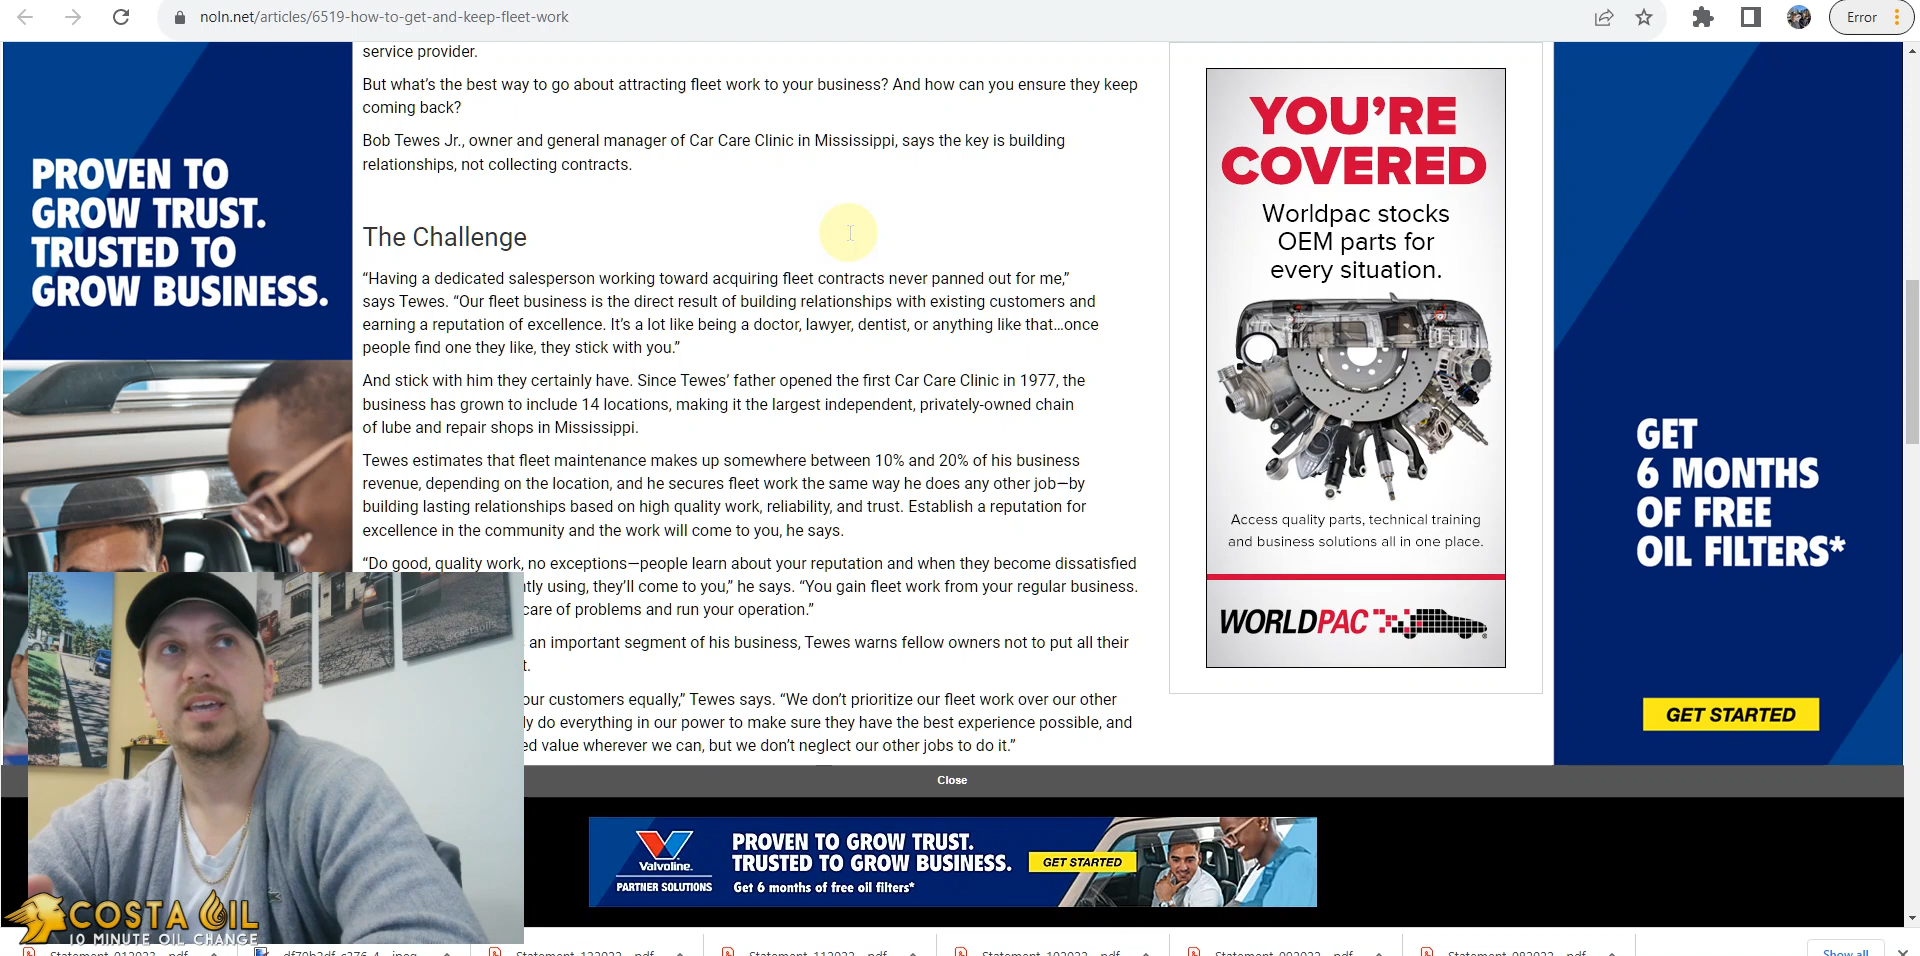 noln.net/articles/6519-how-to-get-and-keep-fleet-work
Error
service provider.
But what's the best way to go about attracting fleet work to your business? And how can you ensure they keep
coming back?
Bob Tewes Jr., owner and general manager of Car Care Clinic in Mississippi, says the key is building
relationships, not collecting contracts.
The Challenge
“Having a dedicated salesperson working toward acquiring fleet contracts never panned out for me,”
says Tewes. “Our fleet business is the direct result of building relationships with existing customers and
earning a reputation of excellence. It’s a lot like being a doctor, lawyer, dentist, or anything like that…once
people find one they like, they stick with you.”
And stick with him they certainly have. Since Tewes’ father opened the first Car Care Clinic in 1977, the
business has grown to include 14 locations, making it the largest independent, privately-owned chain
of lube and repair shops in Mississippi.
Tewes estimates that fleet maintenance makes up somewhere between 10% and 20% of his business
revenue, depending on the location, and he secures fleet work the same way he does any other job—by
building lasting relationships based on high quality work, reliability, and trust. Establish a reputation for
excellence in the community and the work will come to you, he says.
“Do good, quality work, no exceptions—people learn about your reputation and when they become dissatisfied
tly using, they’ll come to you,” he says. “You gain fleet work from your regular business.
care of problems and run your operation.”
an important segment of his business, Tewes warns fellow owners not to put all their
t.
our customers equally,” Tewes says. “We don’t prioritize our fleet work over our other
ly do everything in our power to make sure they have the best experience possible, and
ed value wherever we can, but we don’t neglect our other jobs to do it.”
PROVEN TO
GROW TRUST.
TRUSTED TO
GROW BUSINESS.
YOU’RE
COVERED
Worldpac stocks
OEM parts for
every situation.
Access quality parts, technical training
and business solutions all in one place.
WORLDPAC
GET
6 MONTHS
OF FREE
OIL FILTERS*
GET STARTED
Close
Valvoline
PARTNER SOLUTIONS
PROVEN TO GROW TRUST.
TRUSTED TO GROW BUSINESS.
Get 6 months of free oil filters*
GET STARTED
@costaoils
COSTA OIL
10 MINUTE OIL CHANGE
Statement_012023_.pdf
df79b3df-c376-4....jpeg
Statement_122022_.pdf
Statement_112022_.pdf
Statement_102022_.pdf
Statement_092022_.pdf
Statement_082022_.pdf
Show all